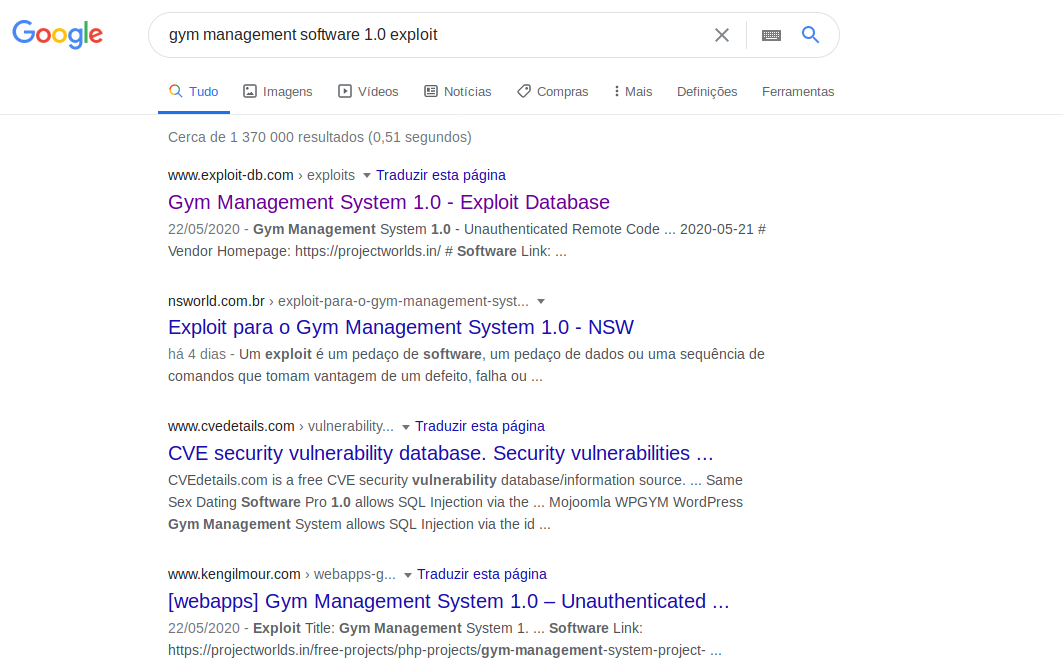 Google
gym management software 1.0 exploit
Tudo Imagens Vídeos Notícias Compras Mais Definições Ferramentas
Cerca de 1 370 000 resultados (0,51 segundos)
www.exploit-db.com › exploits Traduzir esta página
Gym Management System 1.0 - Exploit Database
22/05/2020 - Gym Management System 1.0 - Unauthenticated Remote Code ... 2020-05-21 #
Vendor Homepage: https://projectworlds.in/ # Software Link: ...
nsworld.com.br › exploit-para-o-gym-management-syst...
Exploit para o Gym Management System 1.0 - NSW
há 4 dias - Um exploit é um pedaço de software, um pedaço de dados ou uma sequência de
comandos que tomam vantagem de um defeito, falha ou ...
www.cvedetails.com › vulnerability... Traduzir esta página
CVE security vulnerability database. Security vulnerabilities ...
CVEdetails.com is a free CVE security vulnerability database/information source. ... Same
Sex Dating Software Pro 1.0 allows SQL Injection via the ... Mojoomla WPGYM WordPress
Gym Management System allows SQL Injection via the id ...
www.kengilmour.com › webapps-g... Traduzir esta página
[webapps] Gym Management System 1.0 – Unauthenticated ...
22/05/2020 - Exploit Title: Gym Management System 1. ... Software Link:
https://projectworlds.in/free-projects/php-projects/gym-management-system-project- ...